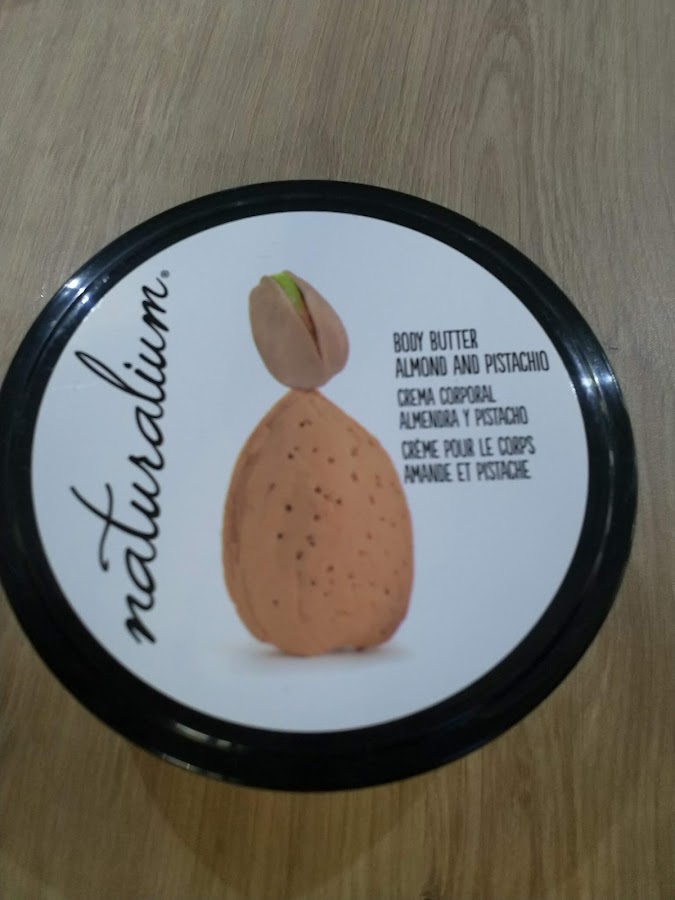 naturalium®
BODY BUTTER
ALMOND AND PISTACHIO
CREMA CORPORAL
ALMENDRA Y PISTACHO
CRÈME POUR LE CORPS
AMANDE ET PISTACHE